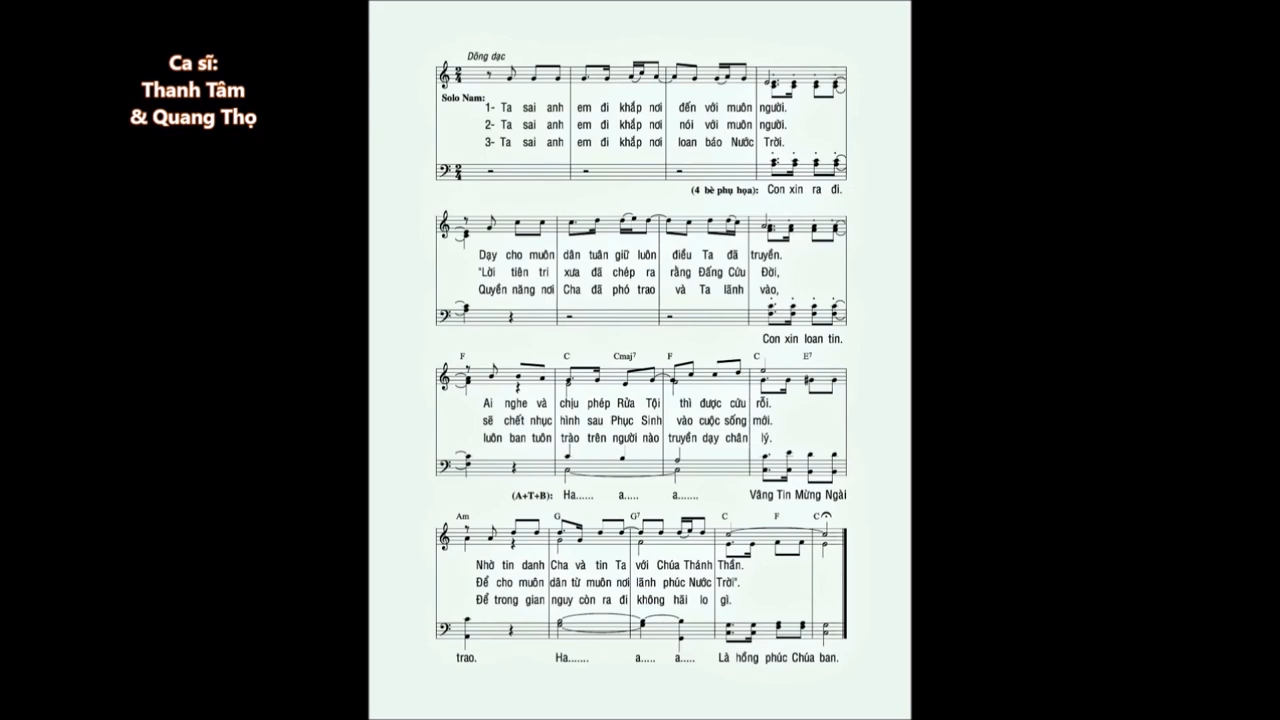 Ca sĩ:
Thanh Tâm
& Quang Thọ
Dõng dạc
Solo Nam:
1- Ta sai anh em đi khắp nơi đến với muôn người.
2- Ta sai anh em đi khắp nơi nói với muôn người.
3- Ta sai anh em đi khắp nơi loan báo Nước Trời.
(4 bè phụ họa): Con xin ra đi.
Dạy cho muôn dân tuân giữ luôn điều Ta đã truyền.
"Lời tiên tri xưa đã chép ra rằng Đấng Cứu Đời,
Quyền năng nơi Cha đã phó trao và Ta lãnh vào,
Con xin loan tin.
F C Cmaj7 F C E7
Ai nghe và chịu phép Rửa Tội thì được cứu rỗi.
sẽ chết nhục hình sau Phục Sinh vào cuộc sống mới.
luôn ban tuôn trào trên người nào truyền dạy chân lý.
(A+T+B): Ha...... a..... a....... Vâng Tin Mừng Ngài
Am G G7 C F C
Nhờ tin danh Cha và tin Ta với Chúa Thánh Thần.
Để cho muôn dân từ muôn nơi lãnh phúc Nước Trời".
Để trong gian nguy còn ra đi không hãi lo gì.
trao. Ha....... a..... a..... Là hồng phúc Chúa ban.